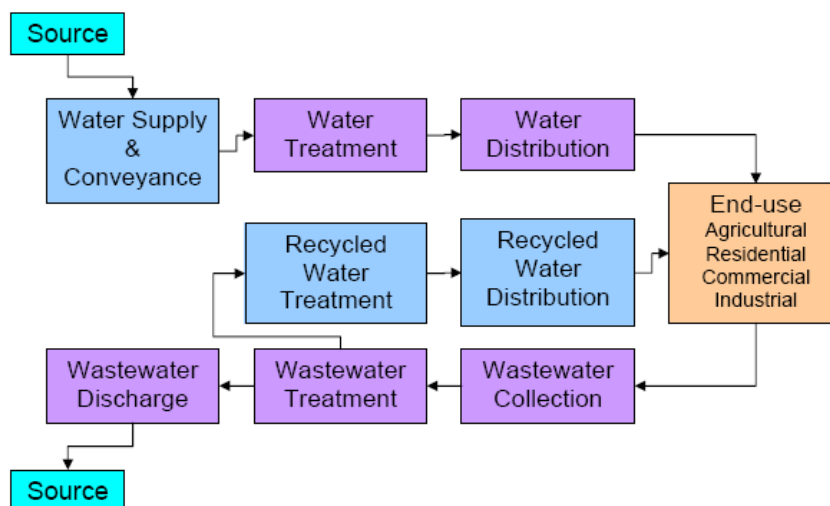 Source
Water Supply
&
Conveyance
Water
Treatment
Water
Distribution
End-use
Agricultural
Residential
Commercial
Industrial
Recycled
Water
Treatment
Recycled
Water
Distribution
Wastewater
Discharge
Wastewater
Treatment
Wastewater
Collection
Source